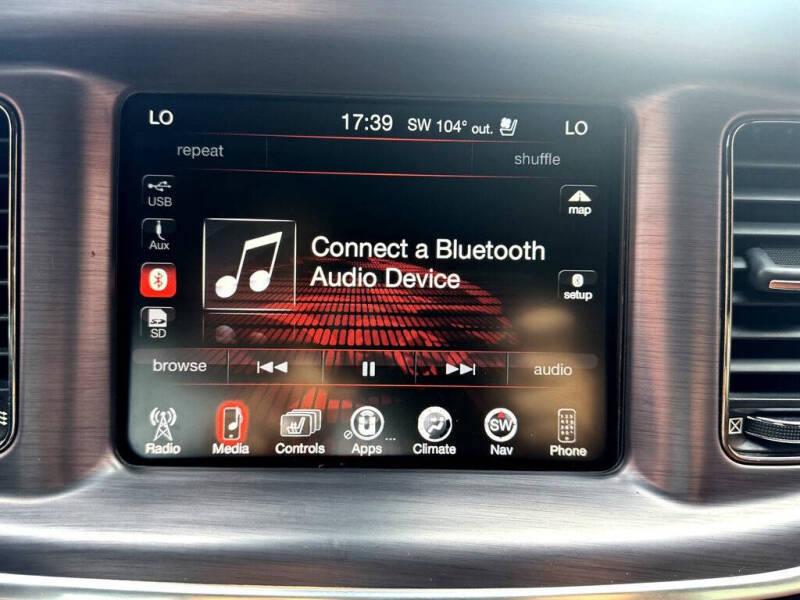 LO 17:39 SW 104° out. LO
repeat shuffle
USB
map
Aux
Connect a Bluetooth
Audio Device
setup
SD
browse audio
Radio Media Controls Apps Climate SW Nav Phone